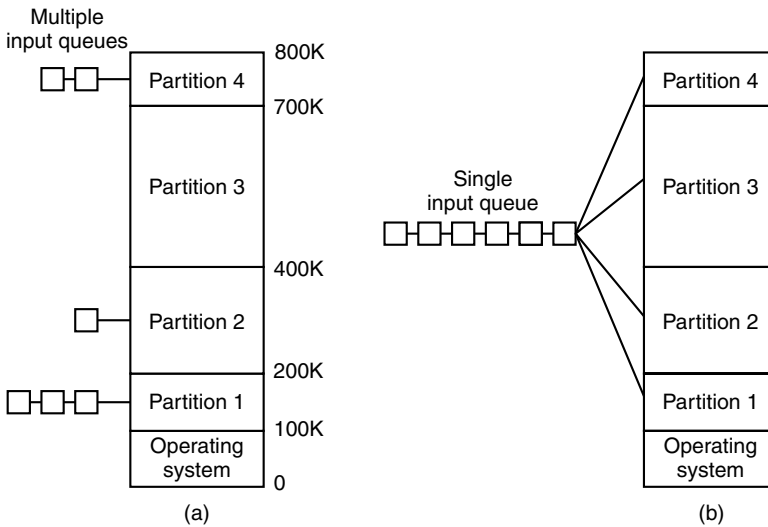 Multiple
input queues
800K
Partition 4
700K
Partition 3
400K
Partition 2
200K
Partition 1
100K
Operating
system
0
(a)
Single
input queue
Partition 4
Partition 3
Partition 2
Partition 1
Operating
system
(b)